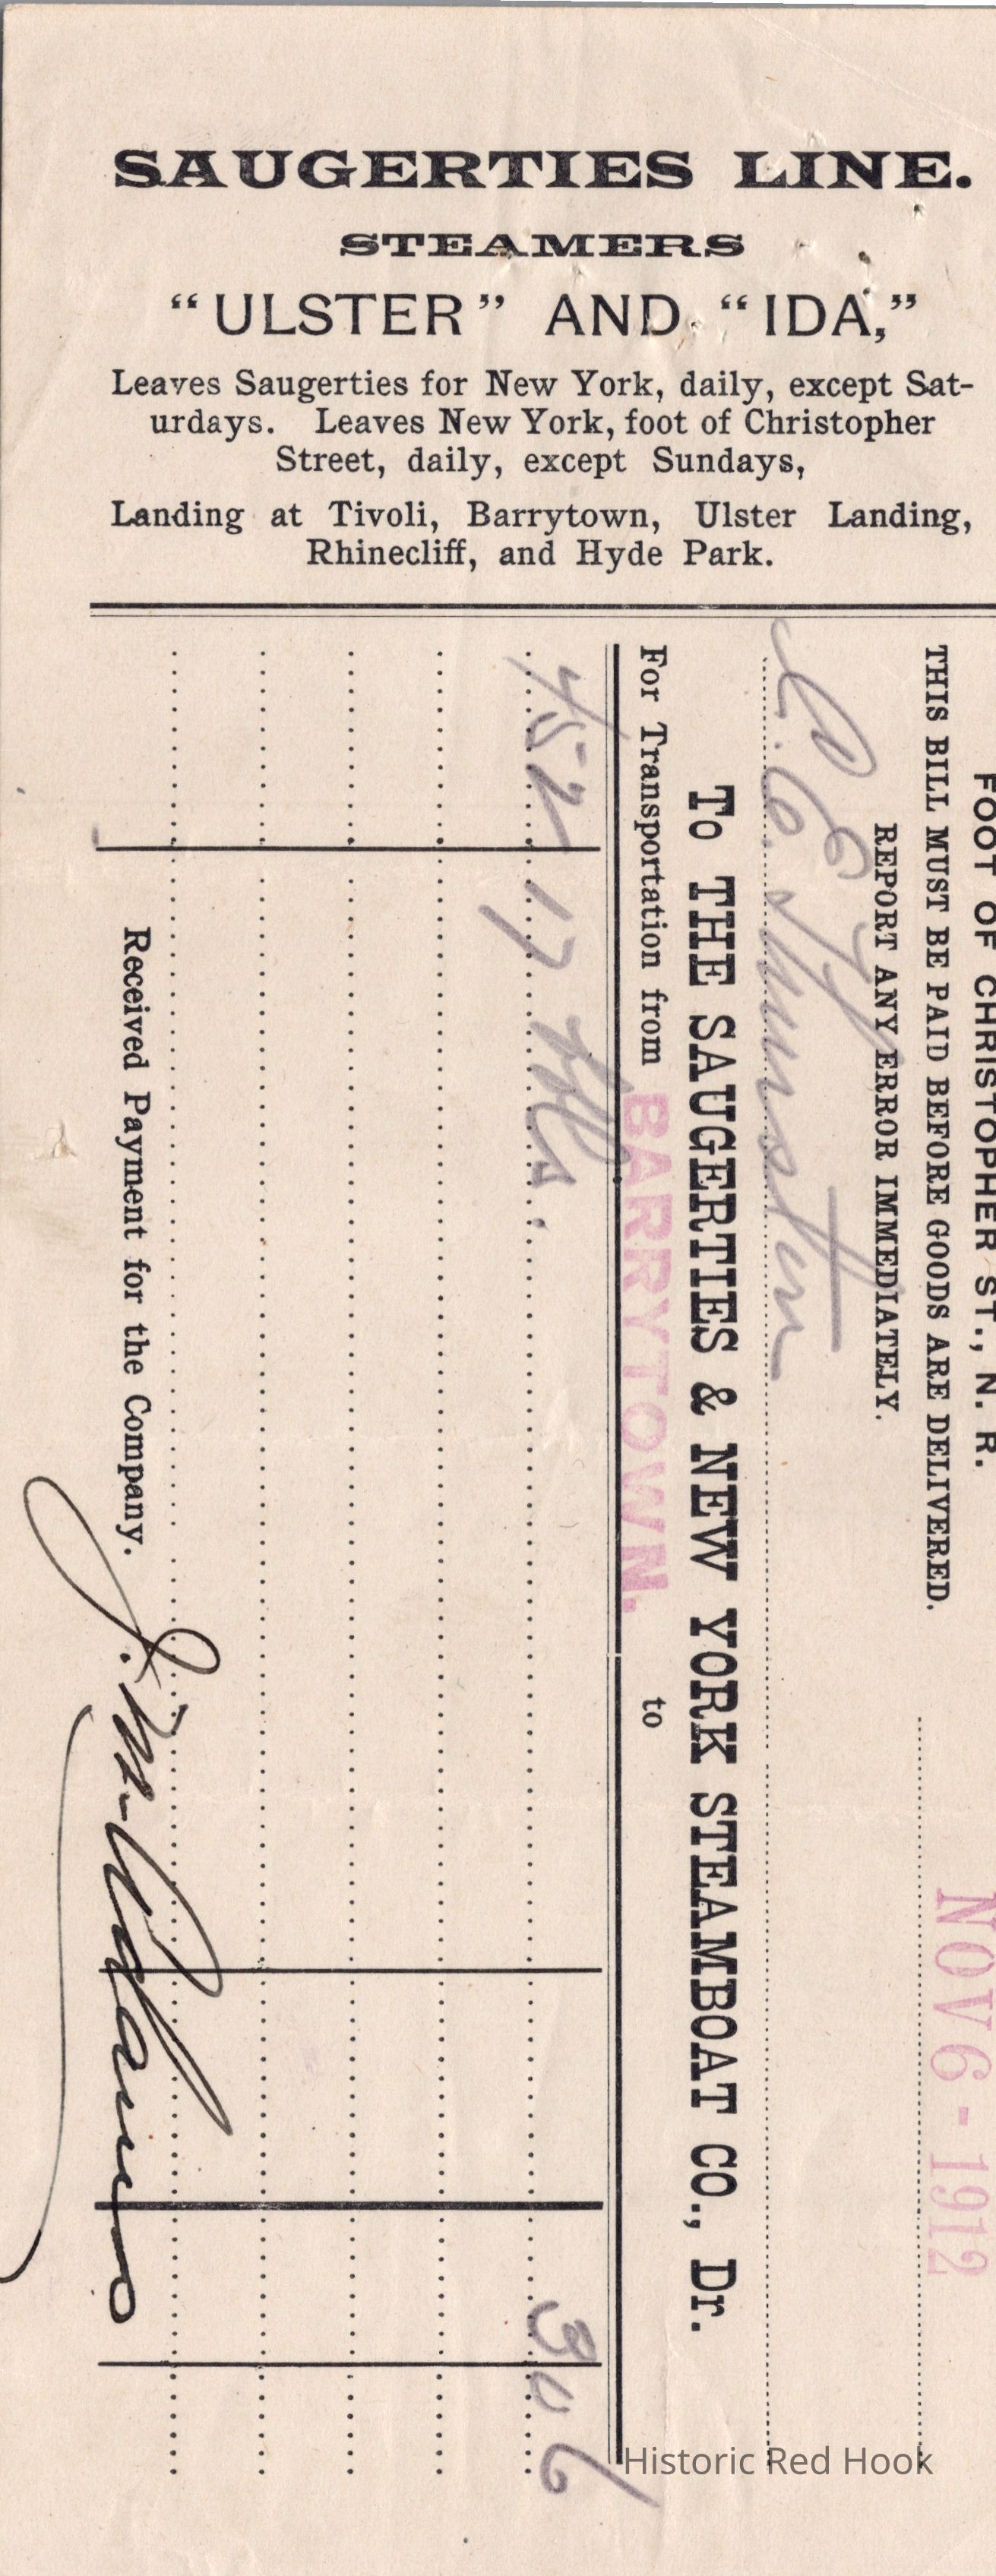 SAUGERTIES LINE.
STEAMERS
“ULSTER” AND “IDA,”
Leaves Saugerties for New York, daily, except Sat-
urdays. Leaves New York, foot of Christopher
Street, daily, except Sundays,
Landing at Tivoli, Barrytown, Ulster Landing,
Rhinecliff, and Hyde Park.
FOOT OF CHRISTOPHER ST., N. R.
NOV 6 - 1912
THIS BILL MUST BE PAID BEFORE GOODS ARE DELIVERED.
REPORT ANY ERROR IMMEDIATELY.
To THE SAUGERTIES & NEW YORK STEAMBOAT CO., Dr.
For Transportation from BARRYTOWN. to
452 17 bbls. 306
Received Payment for the Company.
Historic Red Hook